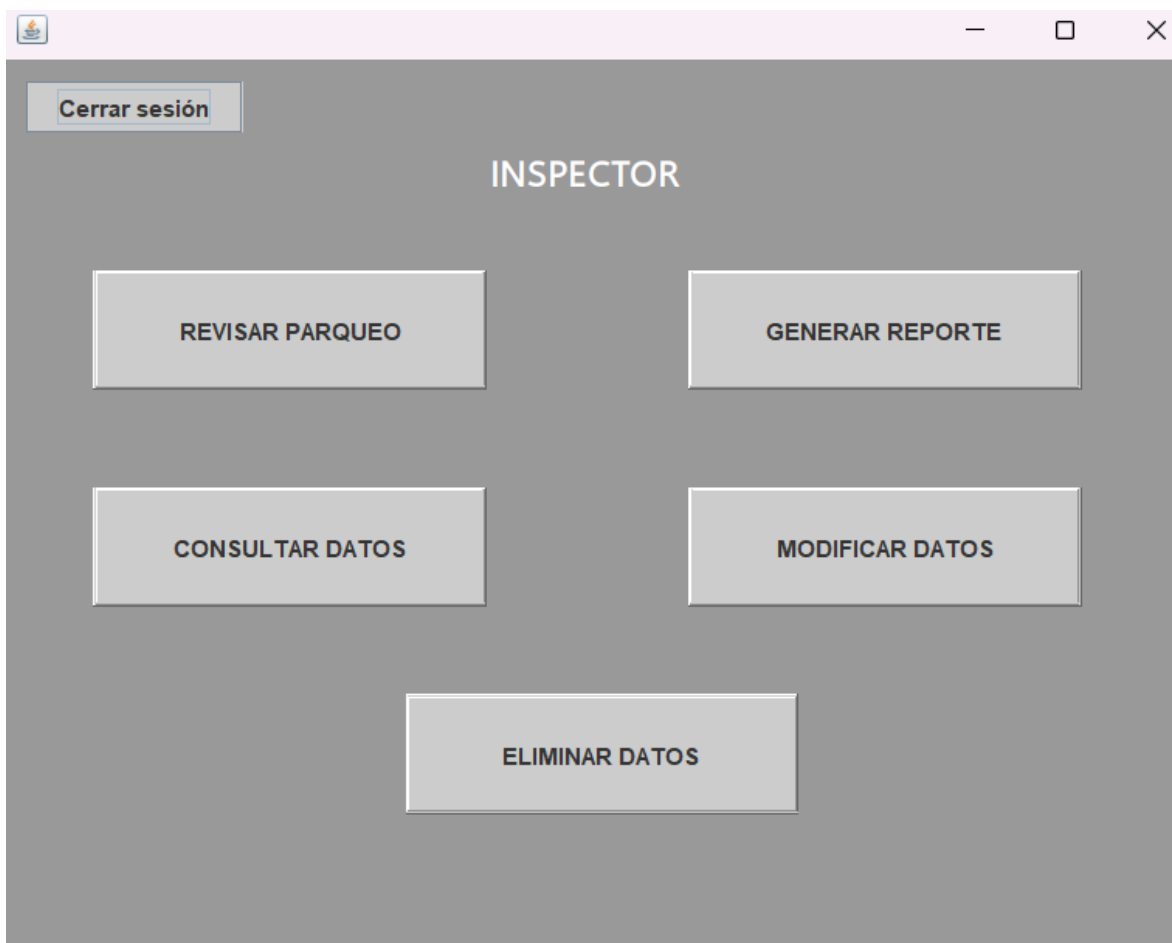 Cerrar sesión
INSPECTOR
REVISAR PARQUEO
GENERAR REPORTE
CONSULTAR DATOS
MODIFICAR DATOS
ELIMINAR DATOS